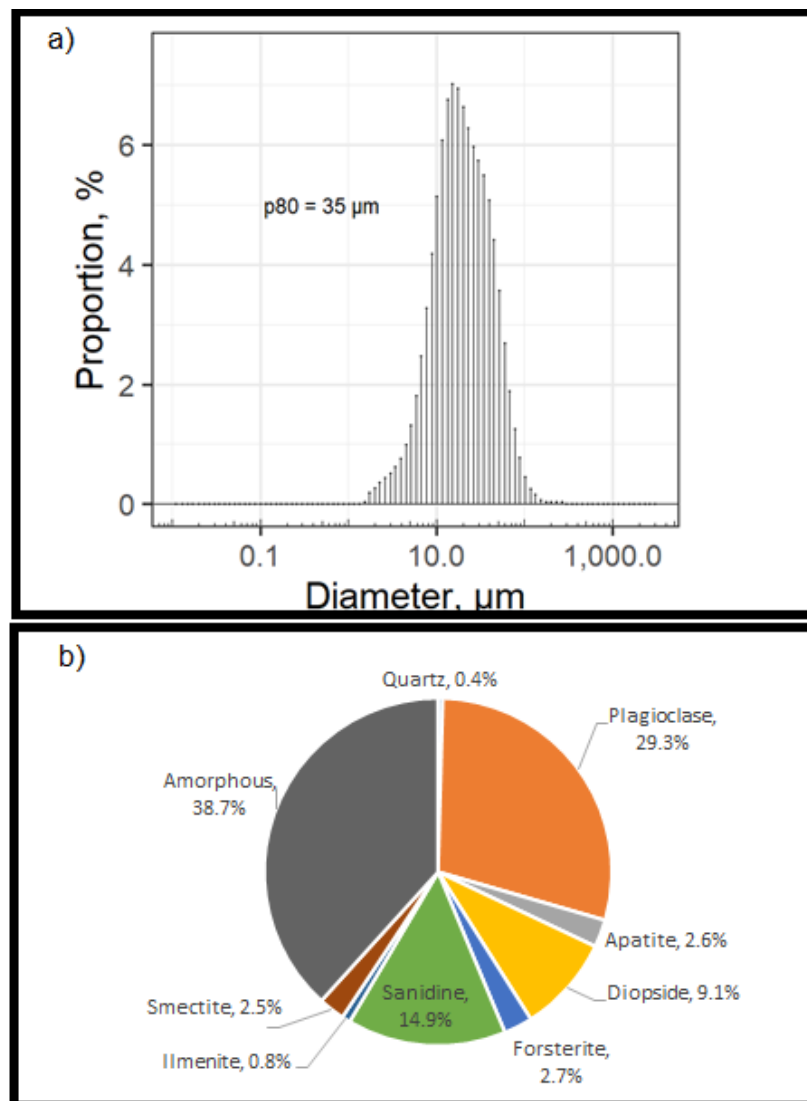 a)
6
p80 = 35 µm
4
2
0
Proportion, %
0.1
10.0
1,000.0
Diameter, µm
b)
Quartz, 0.4%
Plagioclase,
29.3%
Amorphous,
38.7%
Apatite, 2.6%
Diopside, 9.1%
Sanidine,
14.9%
Smectite, 2.5%
Ilmenite, 0.8%
Forsterite,
2.7%